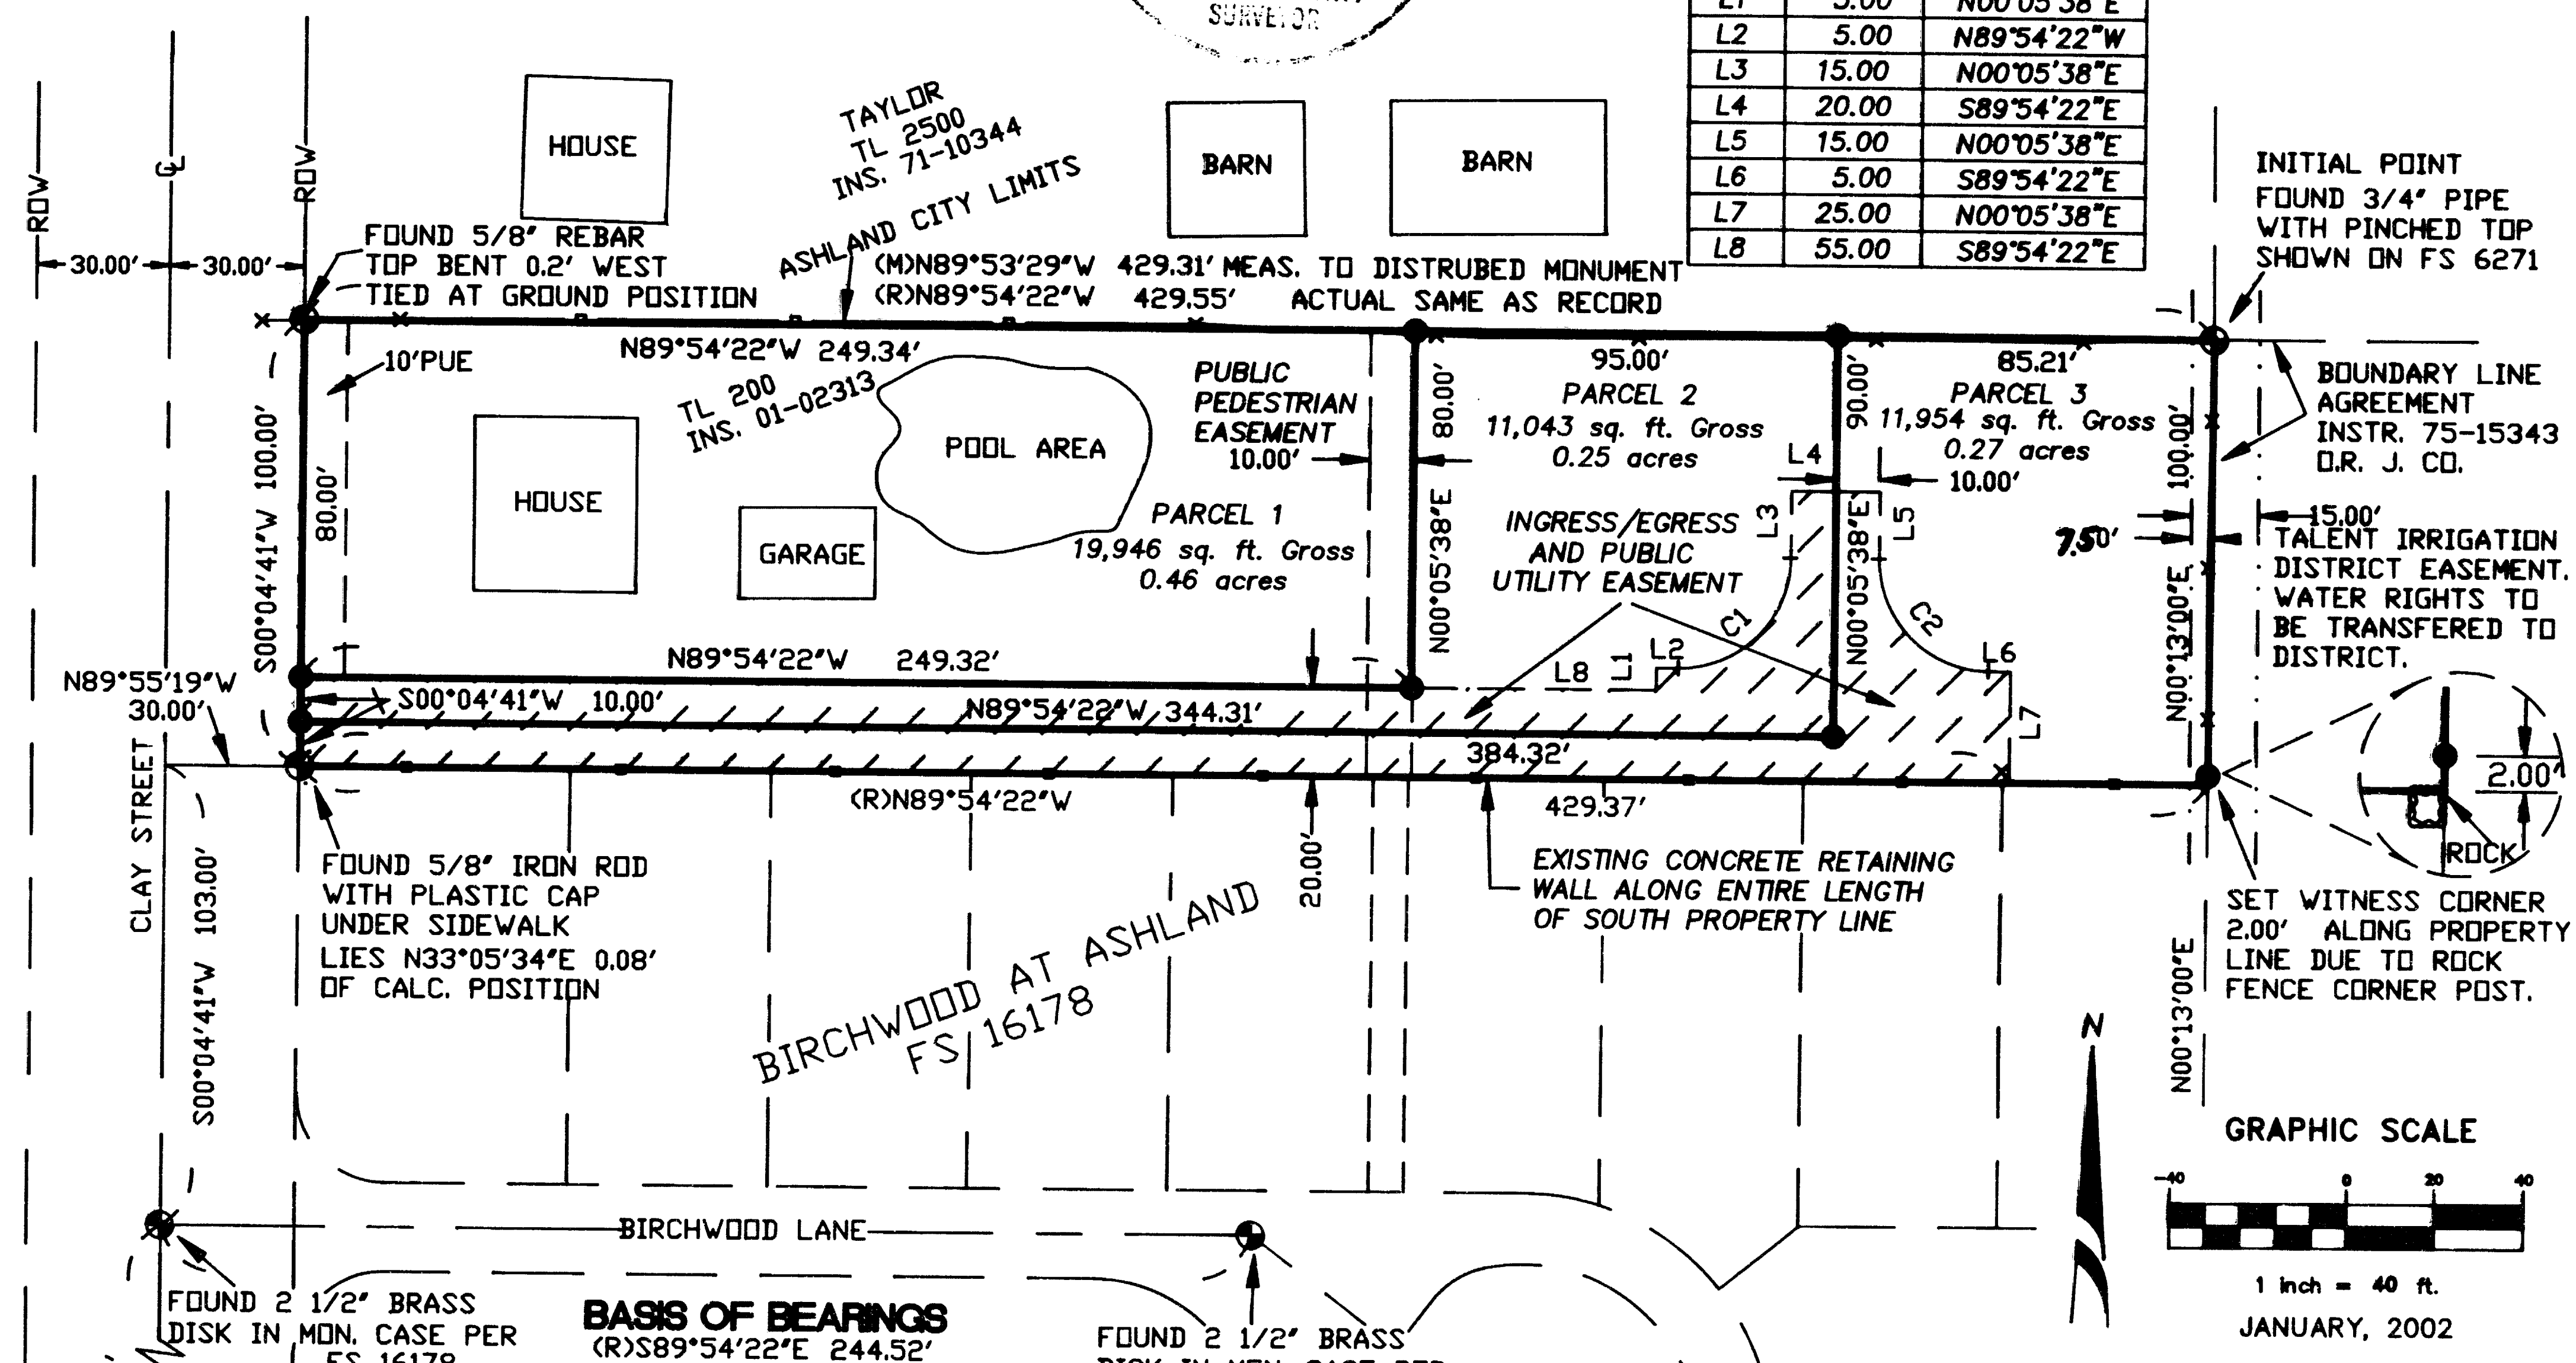 SURVEYOR
L1 5.00 N00°05'38"E
L2 5.00 N89°54'22"W
L3 15.00 N00°05'38"E
L4 20.00 S89°54'22"E
L5 15.00 N00°05'38"E
L6 5.00 S89°54'22"E
L7 25.00 N00°05'38"E
L8 55.00 S89°54'22"E
ROW
℄
ROW
30.00'
30.00'
HOUSE
TAYLOR
TL 2500
INS. 71-10344
ASHLAND CITY LIMITS
BARN
BARN
INITIAL POINT
FOUND 3/4" PIPE
WITH PINCHED TOP
SHOWN ON FS 6271
FOUND 5/8" REBAR
TOP BENT 0.2' WEST
TIED AT GROUND POSITION
(M)N89°53'29"W 429.31' MEAS. TO DISTRUBED MONUMENT
(R)N89°54'22"W 429.55' ACTUAL SAME AS RECORD
10'PUE
N89°54'22"W 249.34'
TL 200
INS. 01-02313
HOUSE
GARAGE
POOL AREA
PUBLIC
PEDESTRIAN
EASEMENT
10.00'
PARCEL 1
19,946 sq. ft. Gross
0.46 acres
S00°04'41"W 100.00'
80.00'
80.00'
N00°05'38"E
95.00'
PARCEL 2
11,043 sq. ft. Gross
0.25 acres
90.00'
N00°05'38"E
85.21'
PARCEL 3
11,954 sq. ft. Gross
0.27 acres
10.00'
L4
L3
L5
INGRESS/EGRESS
AND PUBLIC
UTILITY EASEMENT
C1
C2
L2
L1
L8
L6
L7
100.00'
N00°13'00"E
BOUNDARY LINE
AGREEMENT
INSTR. 75-15343
O.R. J. CO.
15.00'
7.50'
TALENT IRRIGATION
DISTRICT EASEMENT.
WATER RIGHTS TO
BE TRANSFERED TO
DISTRICT.
N89°54'22"W 249.32'
N89°55'19"W
30.00'
S00°04'41"W 10.00'
N89°54'22"W 344.31'
384.32'
(R)N89°54'22"W
429.37'
20.00'
2.00'
ROCK
CLAY STREET
S00°04'41"W 103.00'
FOUND 5/8" IRON ROD
WITH PLASTIC CAP
UNDER SIDEWALK
LIES N33°05'34"E 0.08'
OF CALC. POSITION
BIRCHWOOD AT ASHLAND
FS 16178
EXISTING CONCRETE RETAINING
WALL ALONG ENTIRE LENGTH
OF SOUTH PROPERTY LINE
SET WITNESS CORNER
2.00' ALONG PROPERTY
LINE DUE TO ROCK
FENCE CORNER POST.
N00°13'00"E
N
GRAPHIC SCALE
-40 0 20 40
1 inch = 40 ft.
JANUARY, 2002
BIRCHWOOD LANE
FOUND 2 1/2" BRASS
DISK IN MON. CASE PER
FS 16178
BASIS OF BEARINGS
(R)S89°54'22"E 244.52'
FOUND 2 1/2" BRASS
DISK IN MON. CASE PER